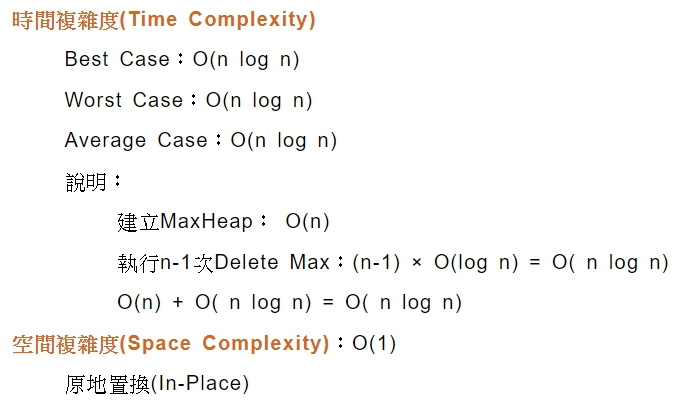 時間複雜度(Time Complexity)
Best Case：O(n log n)
Worst Case：O(n log n)
Average Case：O(n log n)
說明：
建立MaxHeap： O(n)
執行n-1次Delete Max：(n-1) × O(log n) = O( n log n)
O(n) + O( n log n) = O( n log n)
空間複雜度(Space Complexity)：O(1)
原地置換(In-Place)